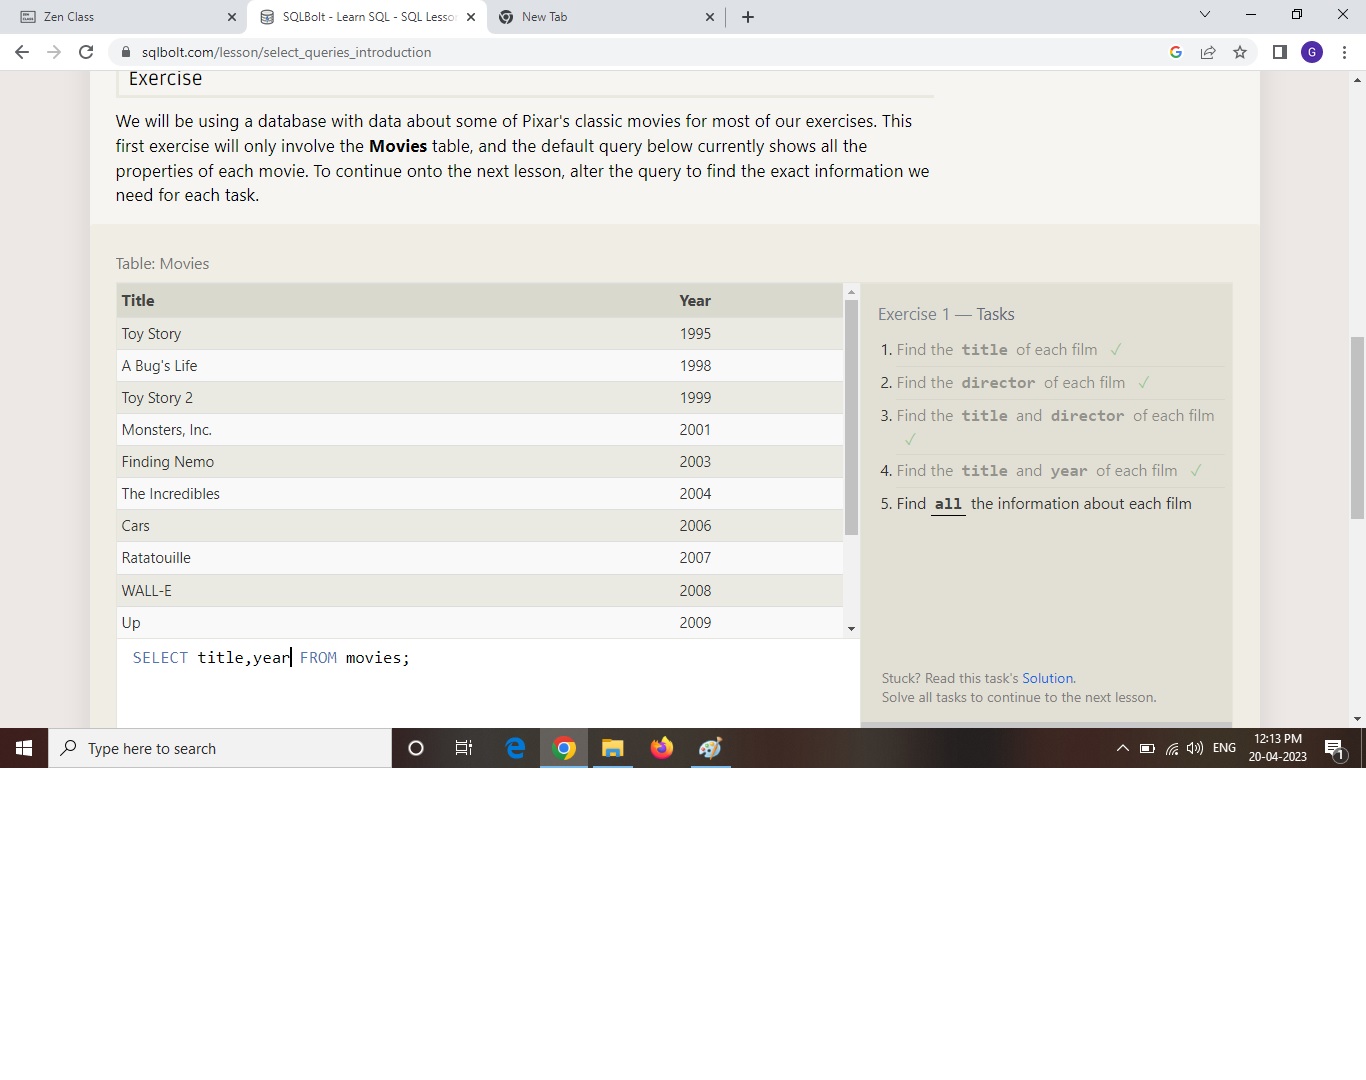 Zen Class
SQLBolt - Learn SQL - SQL Lesso
New Tab
sqlbolt.com/lesson/select_queries_introduction
G
Exercise
We will be using a database with data about some of Pixar's classic movies for most of our exercises. This
first exercise will only involve the Movies table, and the default query below currently shows all the
properties of each movie. To continue onto the next lesson, alter the query to find the exact information we
need for each task.
Table: Movies
Title Year
Toy Story 1995
A Bug's Life 1998
Toy Story 2 1999
Monsters, Inc. 2001
Finding Nemo 2003
The Incredibles 2004
Cars 2006
Ratatouille 2007
WALL-E 2008
Up 2009
SELECT title,year FROM movies;
Exercise 1 — Tasks
1. Find the title of each film ✓
2. Find the director of each film ✓
3. Find the title and director of each film
✓
4. Find the title and year of each film ✓
5. Find all the information about each film
Stuck? Read this task's Solution.
Solve all tasks to continue to the next lesson.
Type here to search
ENG
12:13 PM
20-04-2023
1